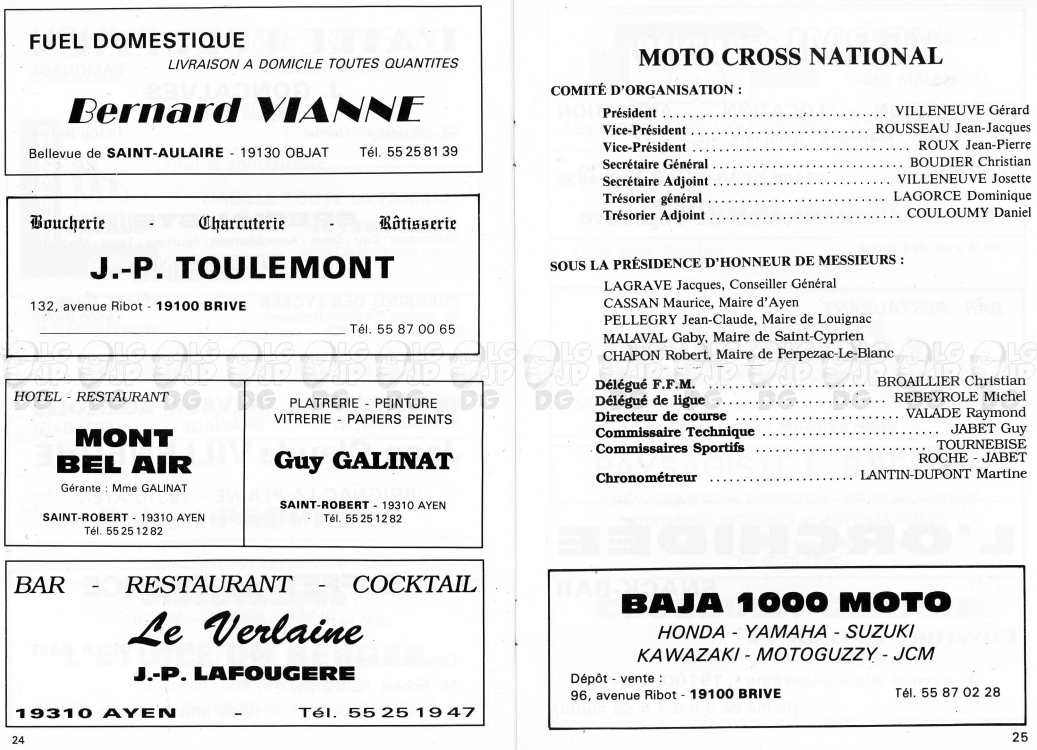 FUEL DOMESTIQUE
LIVRAISON A DOMICILE TOUTES QUANTITES
Bernard VIANNE
Bellevue de SAINT-AULAIRE - 19130 OBJAT Tél. 55 25 81 39
Boucherie - Charcuterie - Rôtisserie
J.-P. TOULEMONT
132, avenue Ribot - 19100 BRIVE
Tél. 55 87 00 65
HOTEL - RESTAURANT
MONT
BEL AIR
Gérante : Mme GALINAT
SAINT-ROBERT - 19310 AYEN
Tél. 55 25 12 82
PLATRERIE - PEINTURE
VITRERIE - PAPIERS PEINTS
Guy GALINAT
SAINT-ROBERT - 19310 AYEN
Tél. 55 25 12 82
BAR - RESTAURANT - COCKTAIL
Le Verlaine
J.-P. LAFOUGERE
19310 AYEN - Tél. 55 25 19 47
24
MOTO CROSS NATIONAL
COMITÉ D'ORGANISATION :
Président ........ VILLENEUVE Gérard
Vice-Président ........ ROUSSEAU Jean-Jacques
Vice-Président ........ ROUX Jean-Pierre
Secrétaire Général ........ BOUDIER Christian
Secrétaire Adjoint ........ VILLENEUVE Josette
Trésorier général ........ LAGORCE Dominique
Trésorier Adjoint ........ COULOUMY Daniel
SOUS LA PRÉSIDENCE D'HONNEUR DE MESSIEURS :
LAGRAVE Jacques, Conseiller Général
CASSAN Maurice, Maire d'Ayen
PELLEGRY Jean-Claude, Maire de Louignac
MALAVAL Gaby, Maire de Saint-Cyprien
CHAPON Robert, Maire de Perpezac-Le-Blanc
Délégué F.F.M. ........ BROAILLIER Christian
Délégué de ligue ........ REBEYROLE Michel
Directeur de course ........ VALADE Raymond
Commissaire Technique ........ JABET Guy
Commissaires Sportifs ........ TOURNEBISE
ROCHE - JABET
Chronométreur ........ LANTIN-DUPONT Martine
BAJA 1000 MOTO
HONDA - YAMAHA - SUZUKI
KAWAZAKI - MOTOGUZZY - JCM
Dépôt - vente :
96, avenue Ribot - 19100 BRIVE Tél. 55 87 02 28
25